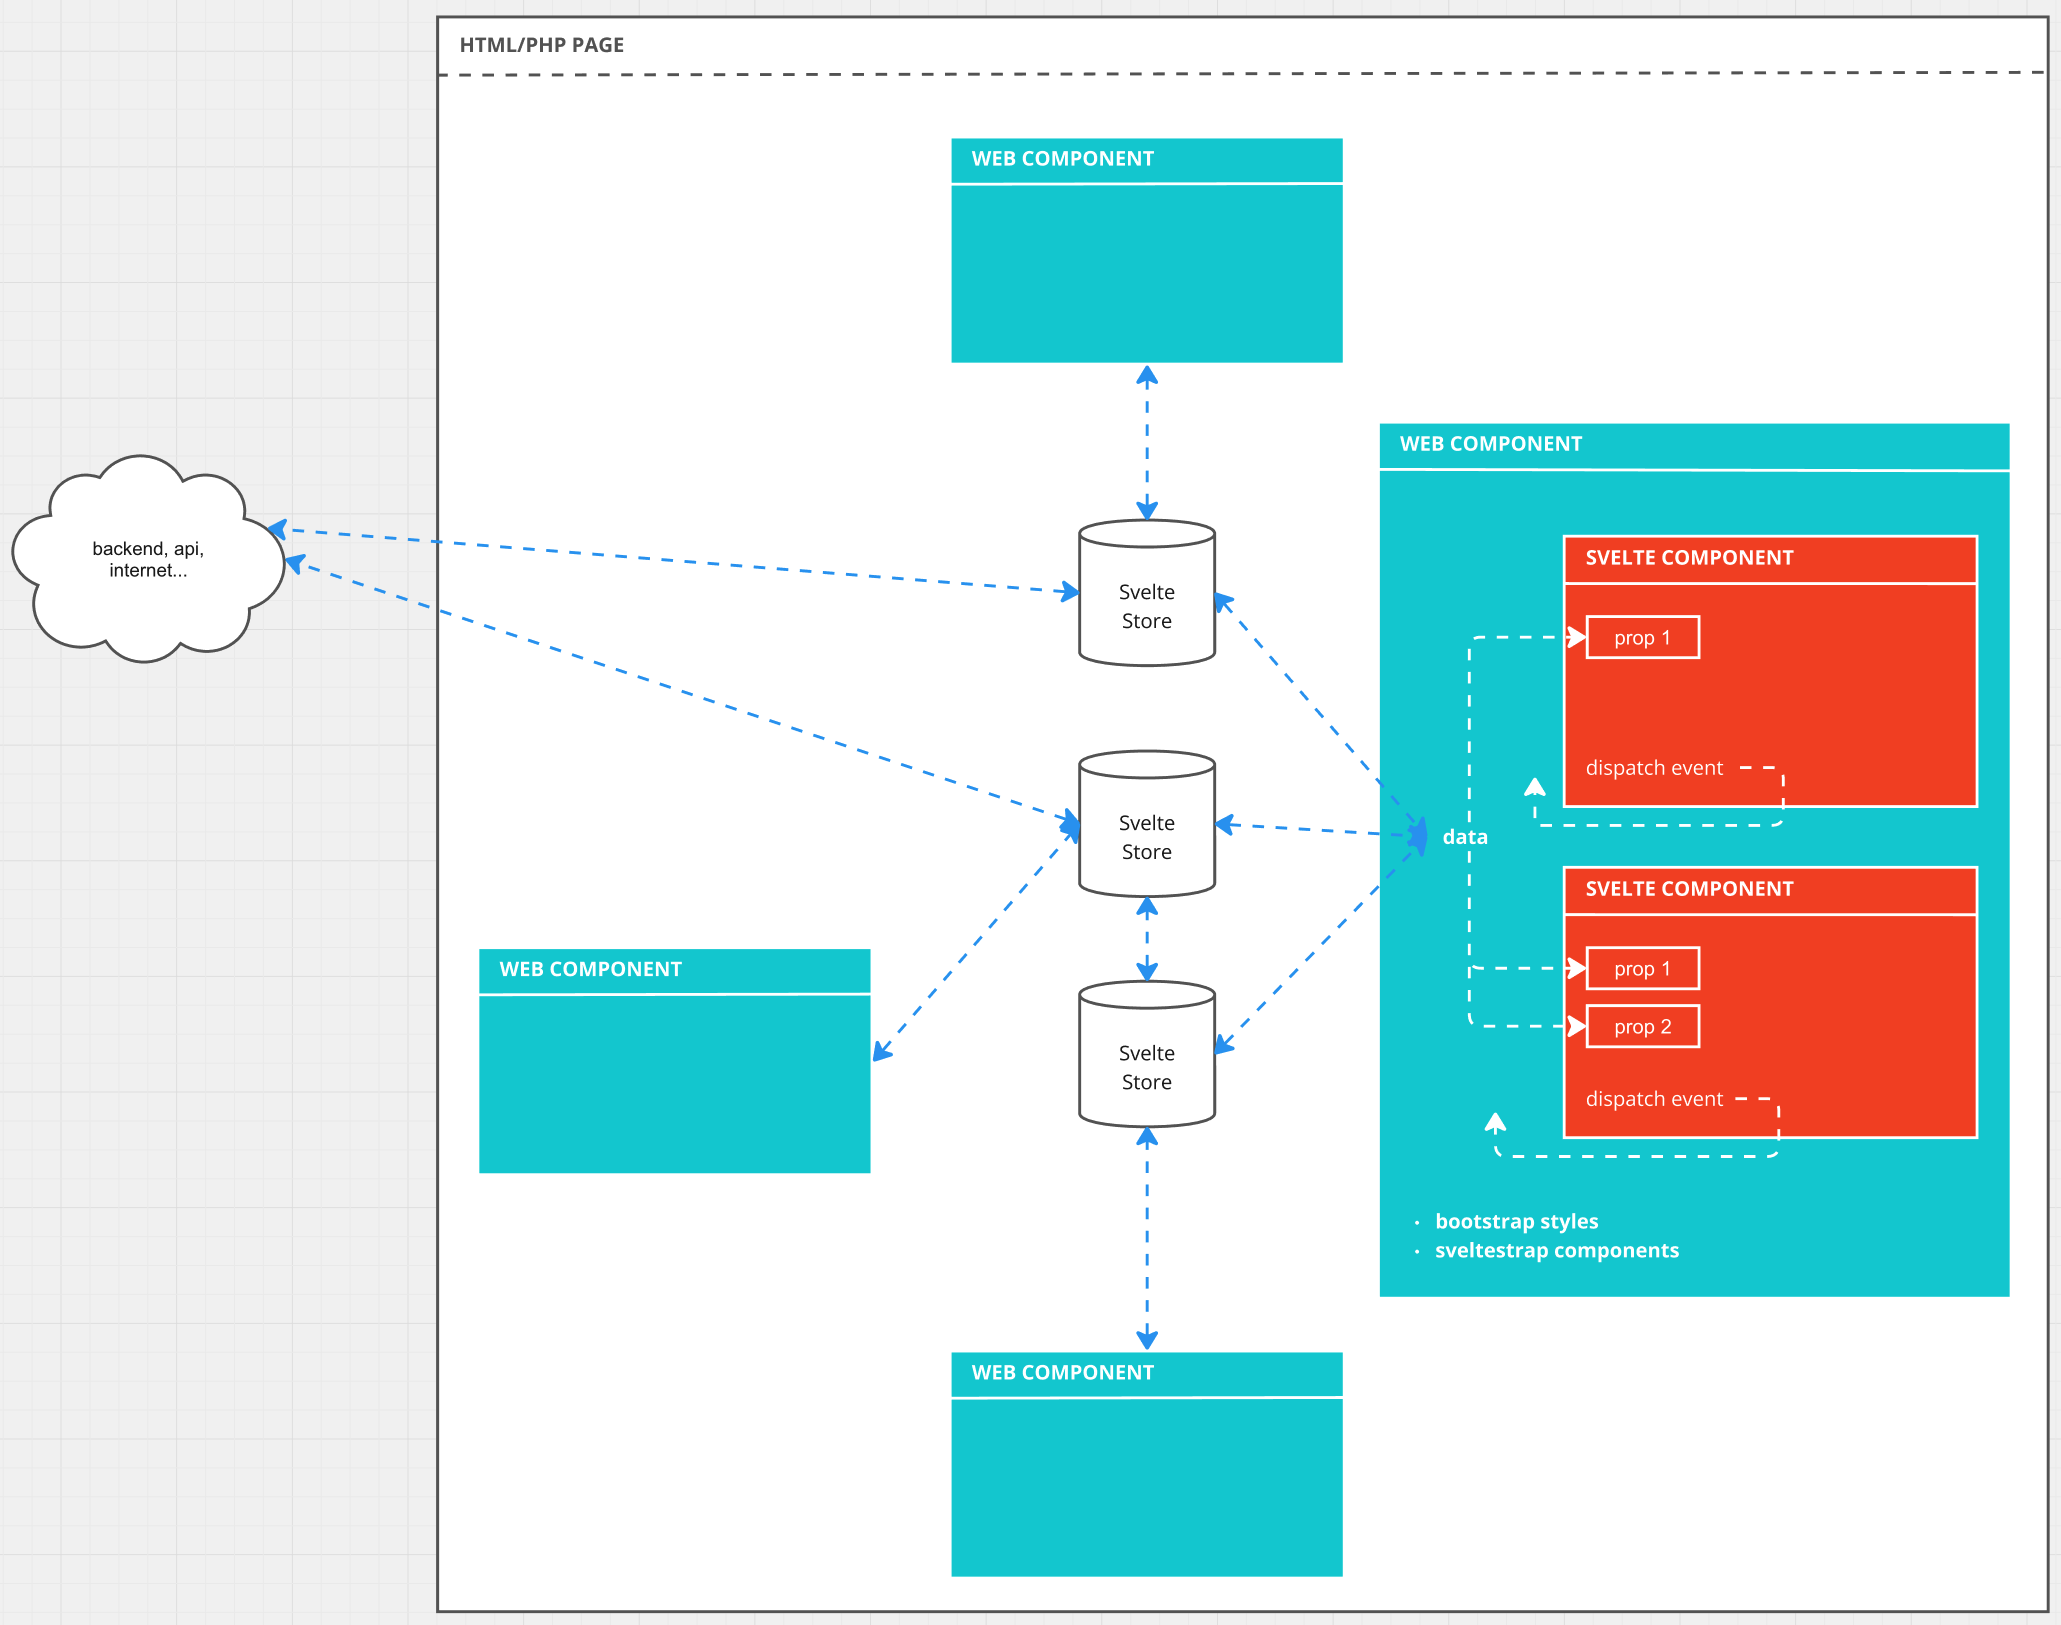 HTML/PHP PAGE
WEB COMPONENT
WEB COMPONENT
backend, api,
internet...
Svelte
Store
SVELTE COMPONENT
prop 1
dispatch event
Svelte
Store
data
SVELTE COMPONENT
prop 1
prop 2
dispatch event
WEB COMPONENT
Svelte
Store
· bootstrap styles
· sveltestrap components
WEB COMPONENT